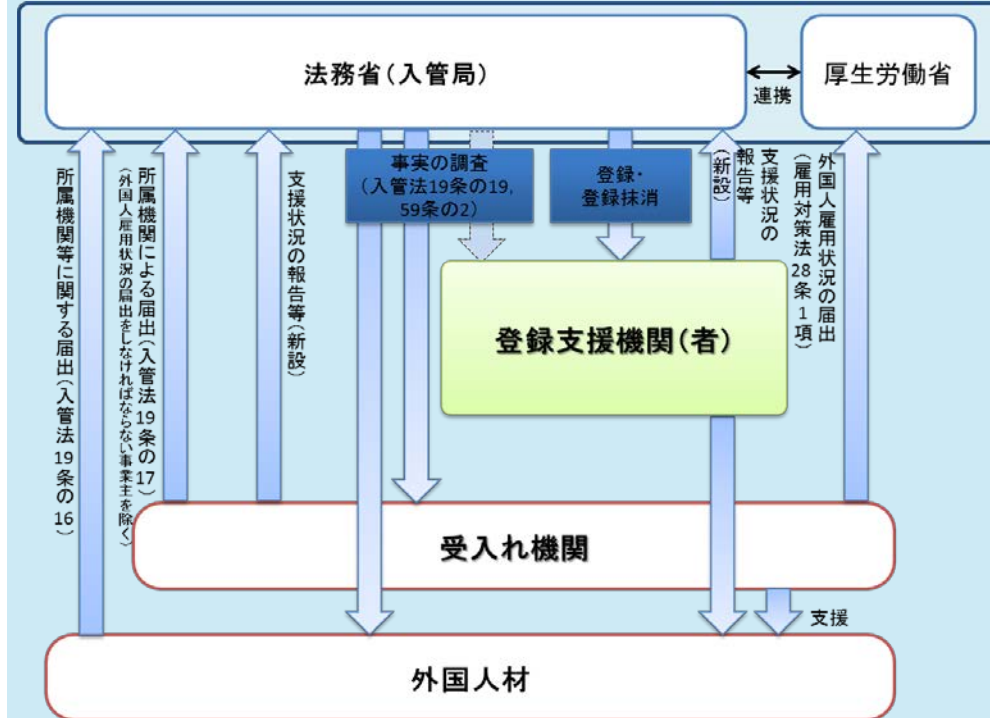 法務省(入管局)
連携
厚生労働省
事実の調査
(入管法19条の19,
59条の2)
登録・
登録抹消
所属機関等に関する届出(入管法19条の16)
所属機関による届出(入管法19条の17)
(外国人雇用状況の届出をしなければならない事業主を除く)
支援状況の報告等(新設)
支援状況の
報告等
(新設)
外国人雇用状況の届出
(雇用対策法28条1項)
登録支援機関(者)
受入れ機関
支援
外国人材